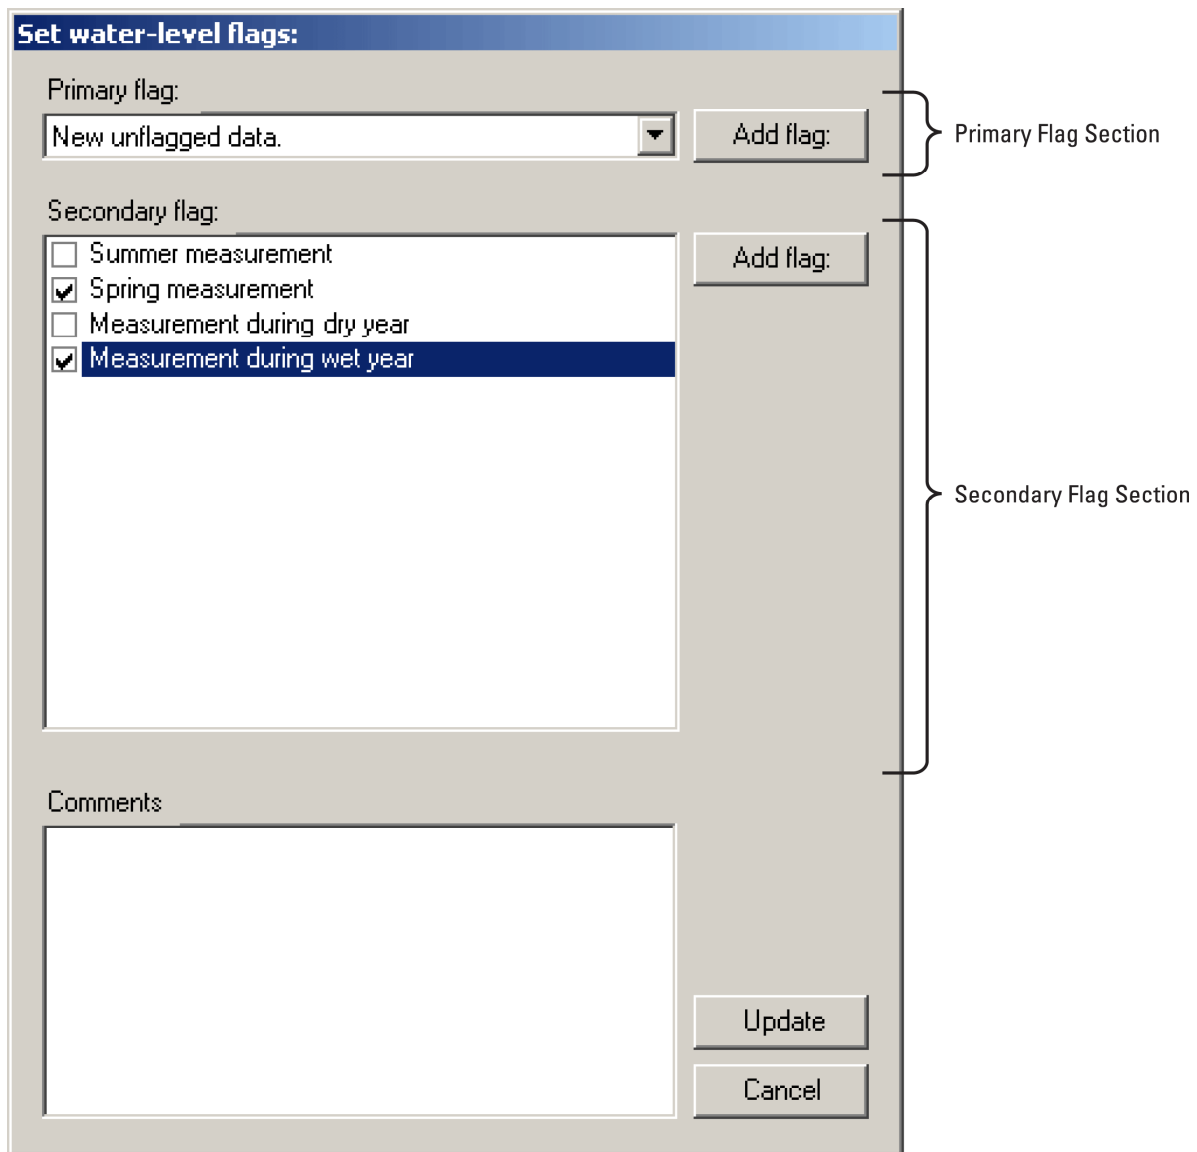 Set water-level flags:
Primary flag:
New unflagged data.
Add flag:
Primary Flag Section
Secondary flag:
Summer measurement
Add flag:
Spring measurement
Measurement during dry year
Measurement during wet year
Secondary Flag Section
Comments
Update
Cancel